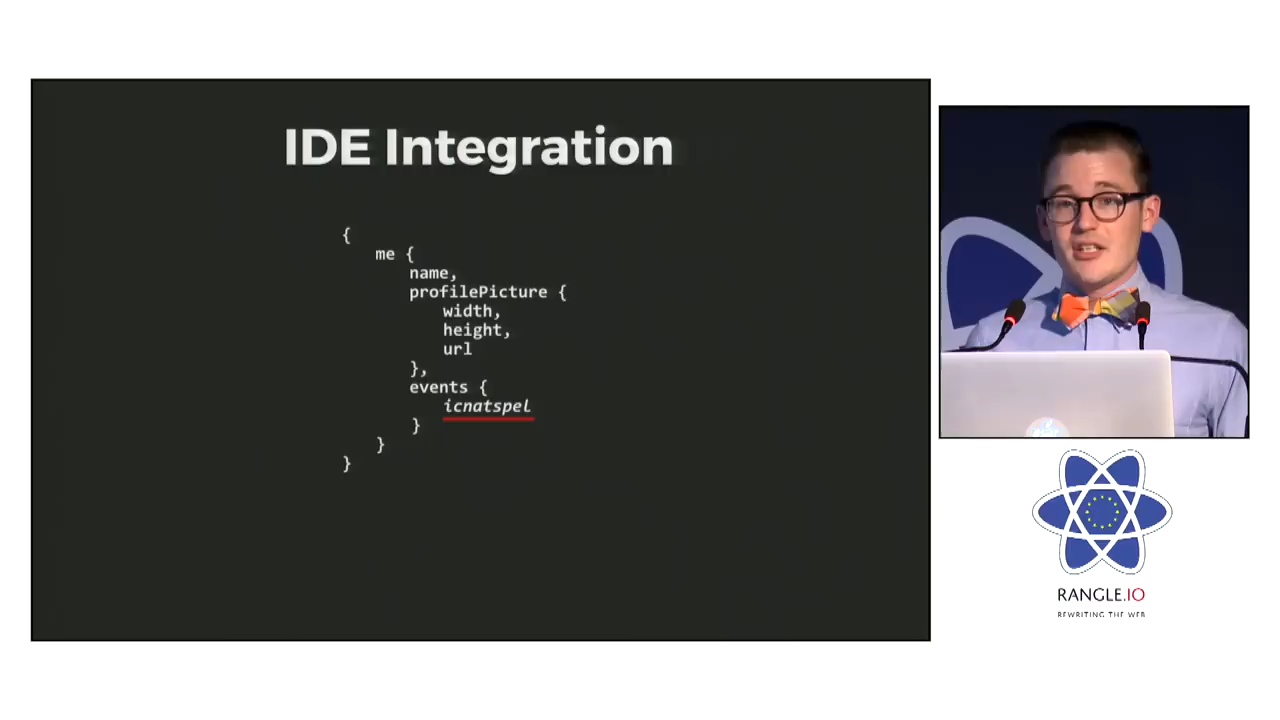 IDE Integration
{
me {
name,
profilePicture {
width,
height,
url
},
events {
icnatspel
}
}
}
RANGLE.IO
REWRITING THE WEB